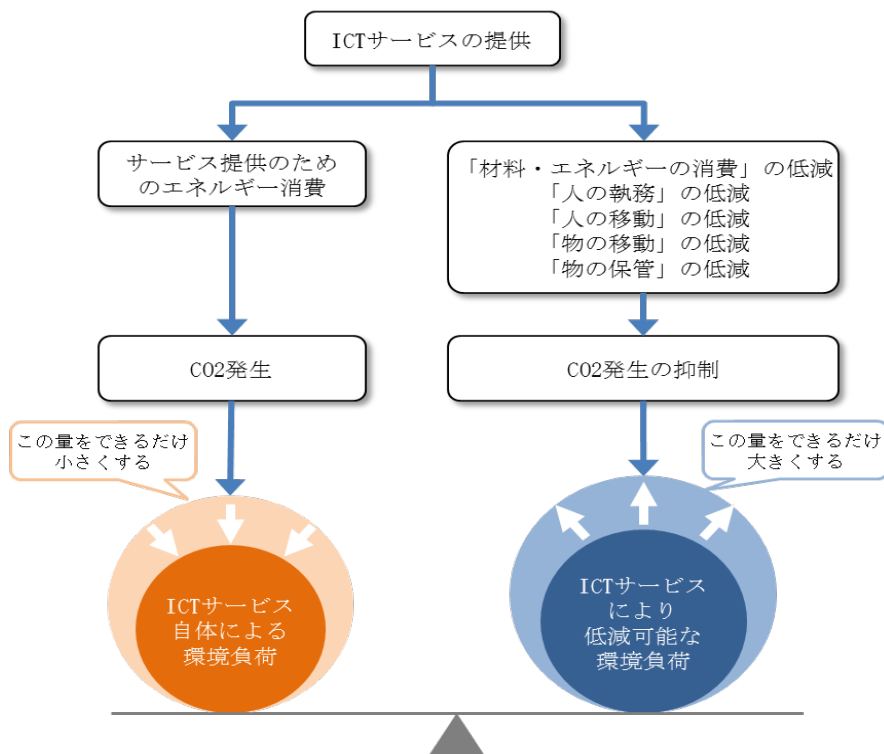 ICTサービスの提供
サービス提供のため
のエネルギー消費
「材料・エネルギーの消費」の低減
「人の執務」の低減
「人の移動」の低減
「物の移動」の低減
「物の保管」の低減
CO2発生
CO2発生の抑制
この量をできるだけ
小さくする
この量をできるだけ
大きくする
ICTサービス
自体による
環境負荷
ICTサービス
により
低減可能な
環境負荷